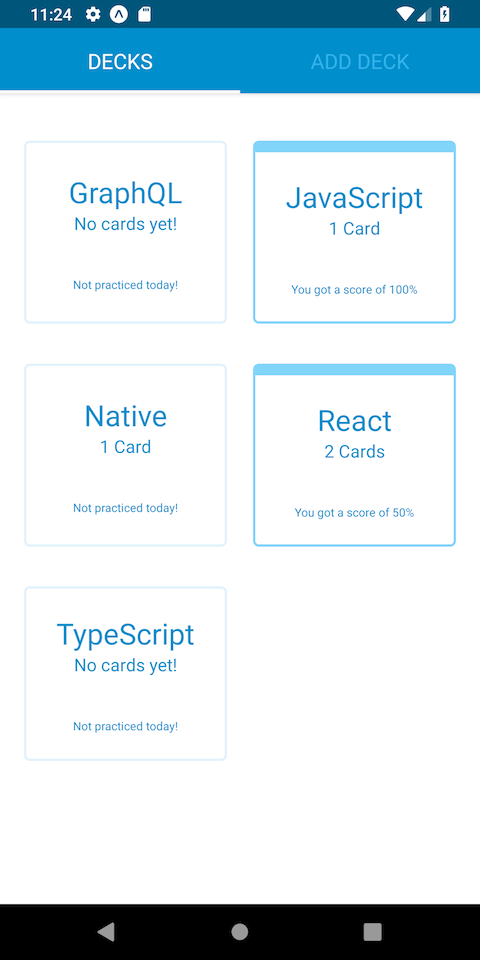 11:24
DECKS
ADD DECK
GraphQL
No cards yet!
Not practiced today!
JavaScript
1 Card
You got a score of 100%
Native
1 Card
Not practiced today!
React
2 Cards
You got a score of 50%
TypeScript
No cards yet!
Not practiced today!